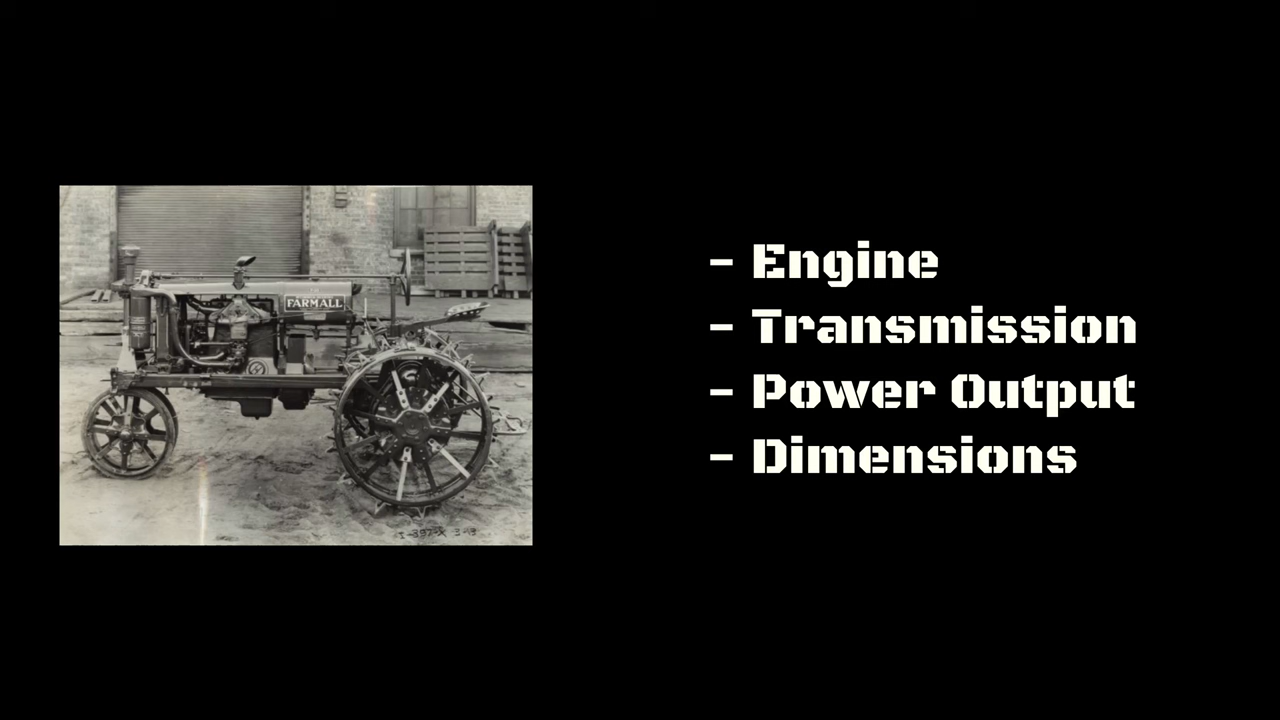 FARMALL
- Engine
- Transmission
- Power Output
- Dimensions